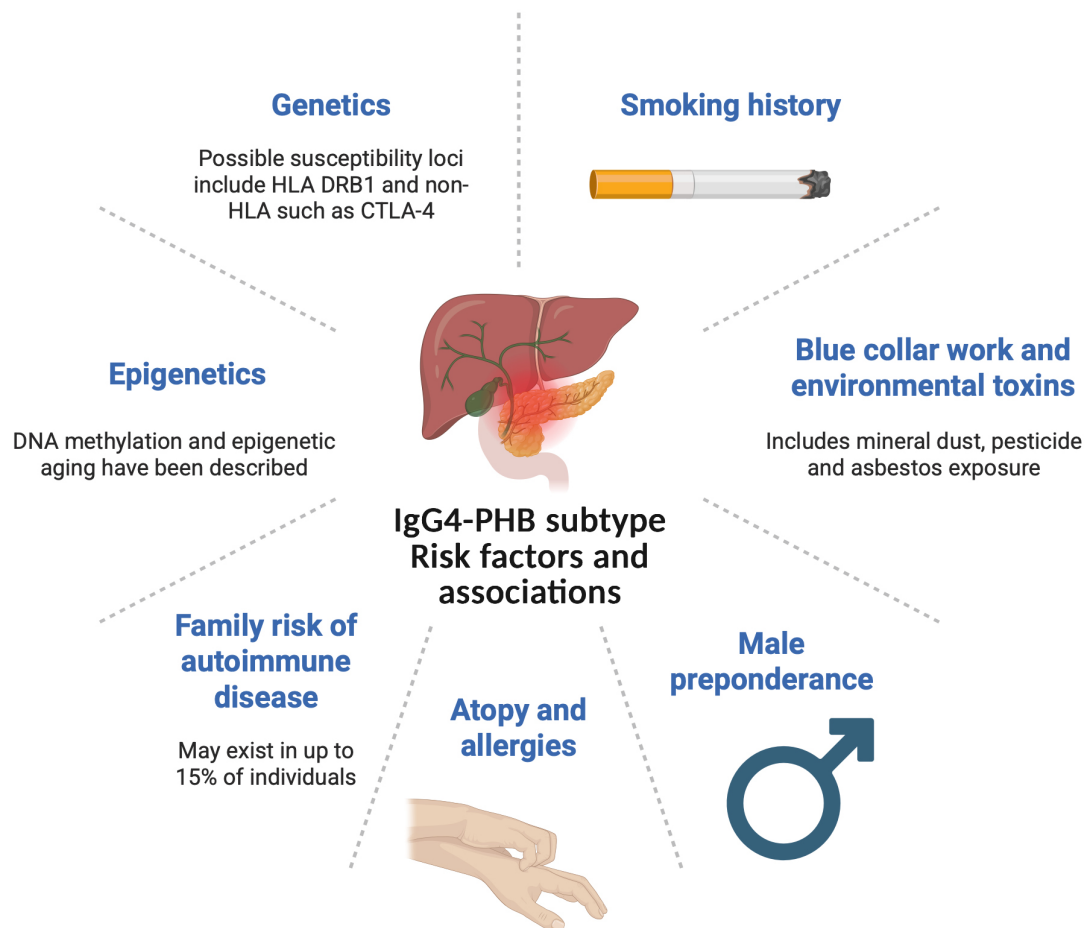 Genetics
Possible susceptibility loci
include HLA DRB1 and non-
HLA such as CTLA-4
Smoking history
Epigenetics
DNA methylation and epigenetic
aging have been described
Blue collar work and
environmental toxins
Includes mineral dust, pesticide
and asbestos exposure
IgG4-PHB subtype
Risk factors and
associations
Family risk of
autoimmune
disease
May exist in up to
15% of individuals
Atopy and
allergies
Male
preponderance